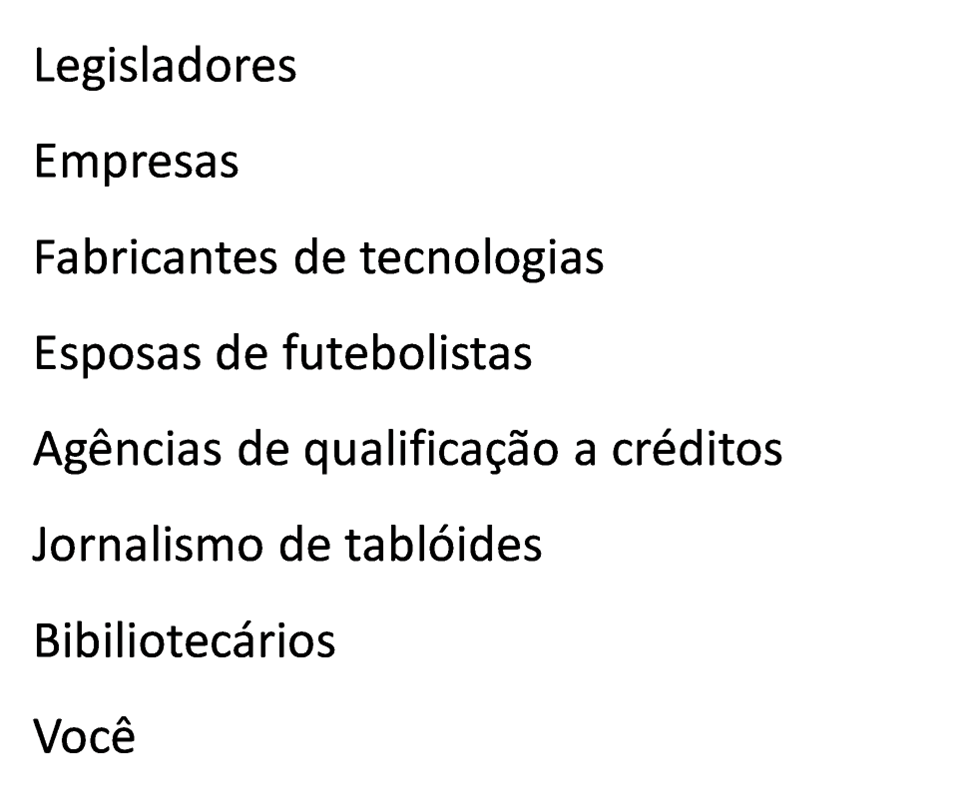 Legisladores
Empresas
Fabricantes de tecnologias
Esposas de futebolistas
Agências de qualificação a créditos
Jornalismo de tablóides
Bibiliotecários
Você